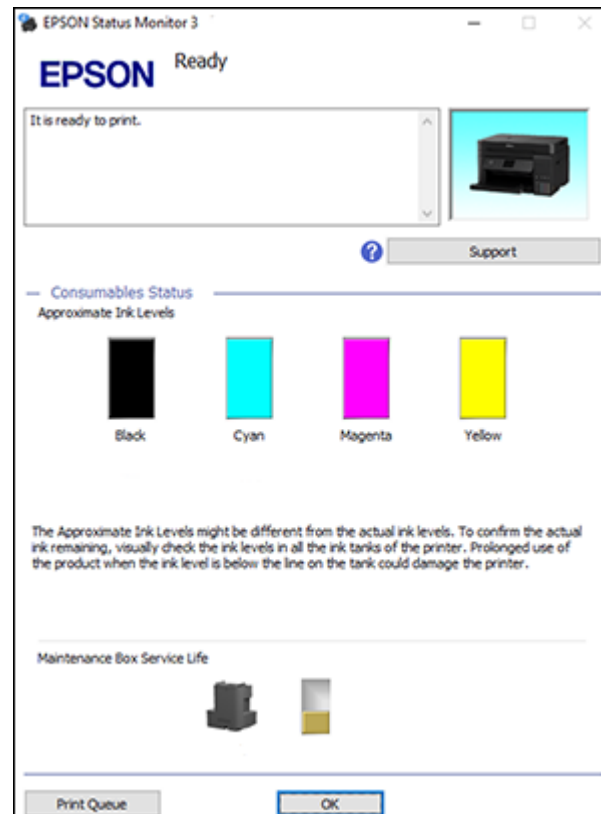 EPSON Status Monitor 3
EPSON
Ready
It is ready to print.
Support
Consumables Status
Approximate Ink Levels
Black Cyan Magenta Yellow
The Approximate Ink Levels might be different from the actual ink levels. To confirm the actual
ink remaining, visually check the ink levels in all the ink tanks of the printer. Prolonged use of
the product when the ink level is below the line on the tank could damage the printer.
Maintenance Box Service Life
Print Queue OK